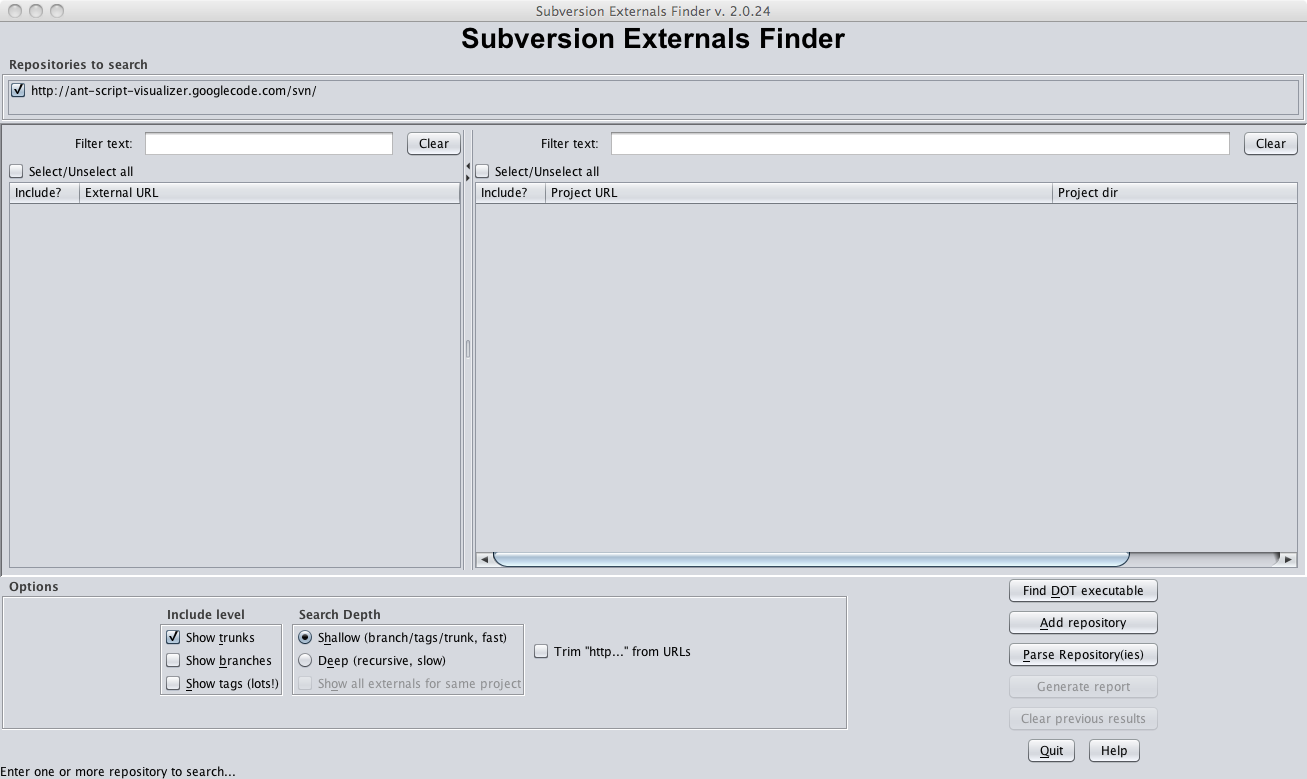 Subversion Externals Finder v. 2.0.24
Subversion Externals Finder
Repositories to search
http://ant-script-visualizer.googlecode.com/svn/
Filter text: Clear
Select/Unselect all
Include? External URL
Filter text: Clear
Select/Unselect all
Include? Project URL Project dir
Options
Include level
Show trunks
Show branches
Show tags (lots!)
Search Depth
Shallow (branch/tags/trunk, fast)
Deep (recursive, slow)
Show all externals for same project
Trim "http..." from URLs
Find DOT executable
Add repository
Parse Repository(ies)
Generate report
Clear previous results
Quit Help
Enter one or more repository to search...